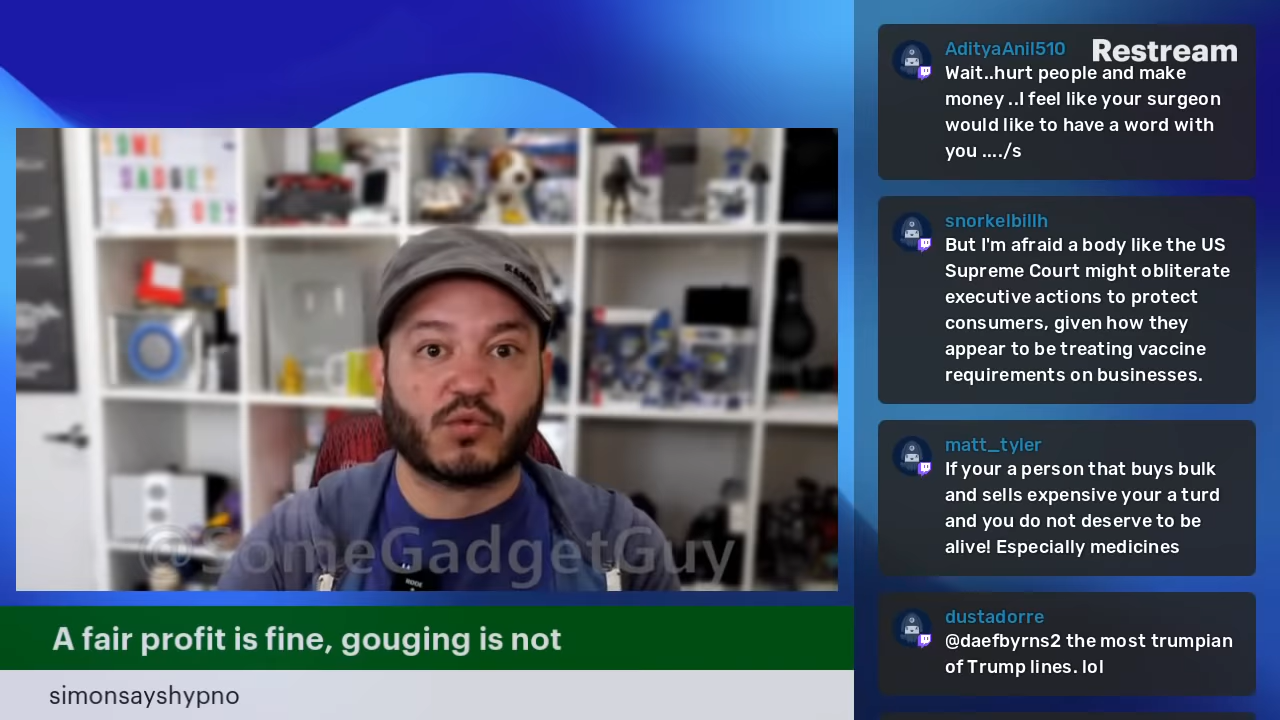 SOME
GADGET
GUY
@SomeGadgetGuy
RODE
A fair profit is fine, gouging is not
simonsayshypno
Restream
AdityaAnil510
Wait..hurt people and make
money ..I feel like your surgeon
would like to have a word with
you ..../s
snorkelbillh
But I'm afraid a body like the US
Supreme Court might obliterate
executive actions to protect
consumers, given how they
appear to be treating vaccine
requirements on businesses.
matt_tyler
If your a person that buys bulk
and sells expensive your a turd
and you do not deserve to be
alive! Especially medicines
dustadorre
@daefbyrns2 the most trumpian
of Trump lines. lol